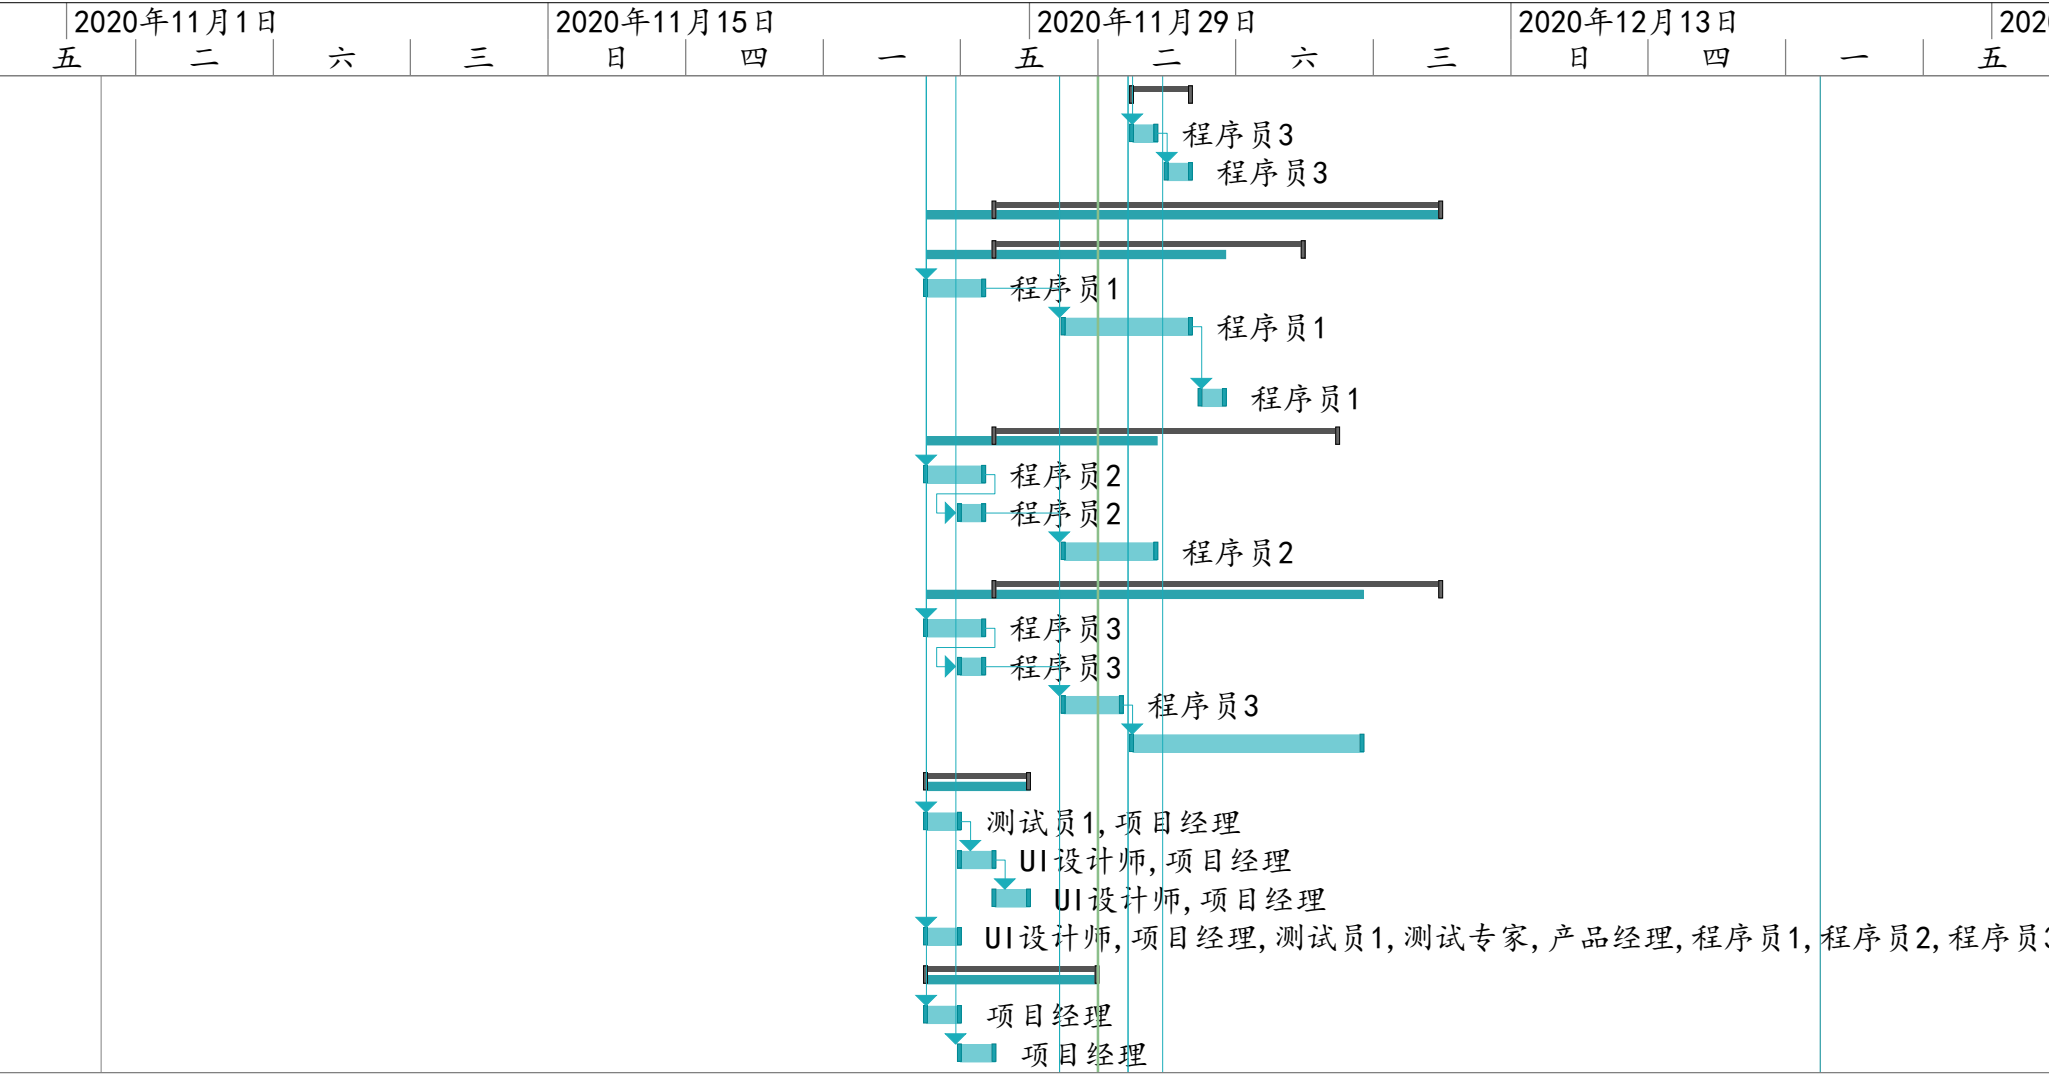 2020年11月1日 2020年11月15日 2020年11月29日 2020年12月13日 202
五 二 六 三 日 四 一 五 二 六 三 日 四 一 五
程序员3
程序员3
程序员1
程序员1
程序员1
程序员2
程序员2
程序员2
程序员3
程序员3
程序员3
测试员1,项目经理
UI设计师,项目经理
UI设计师,项目经理
UI设计师,项目经理,测试员1,测试专家,产品经理,程序员1,程序员2,程序员3
项目经理
项目经理